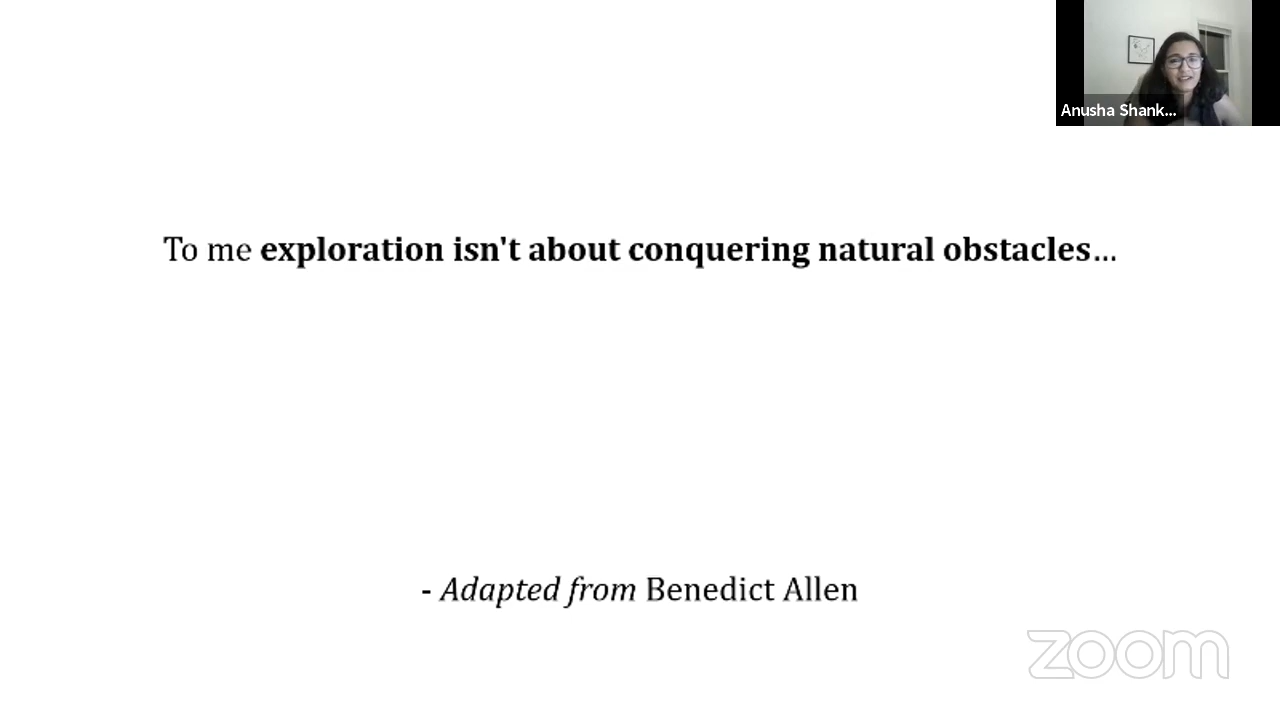 Anusha Shank...
To me exploration isn't about conquering natural obstacles...
- Adapted from Benedict Allen
zoom